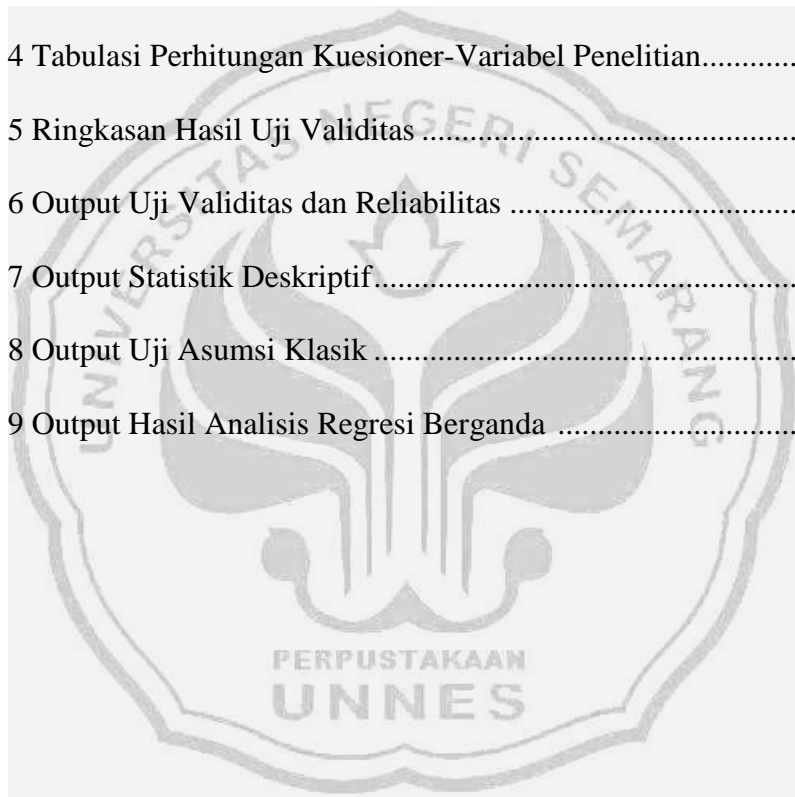 4 Tabulasi Perhitungan Kuesioner-Variabel Penelitian............
5 Ringkasan Hasil Uji Validitas ................................................
6 Output Uji Validitas dan Reliabilitas .....................................
7 Output Statistik Deskriptif......................................................
8 Output Uji Asumsi Klasik ......................................................
9 Output Hasil Analisis Regresi Berganda ...............................
UNIVERSITAS NEGERI SEMARANG
PERPUSTAKAAN
UNNES